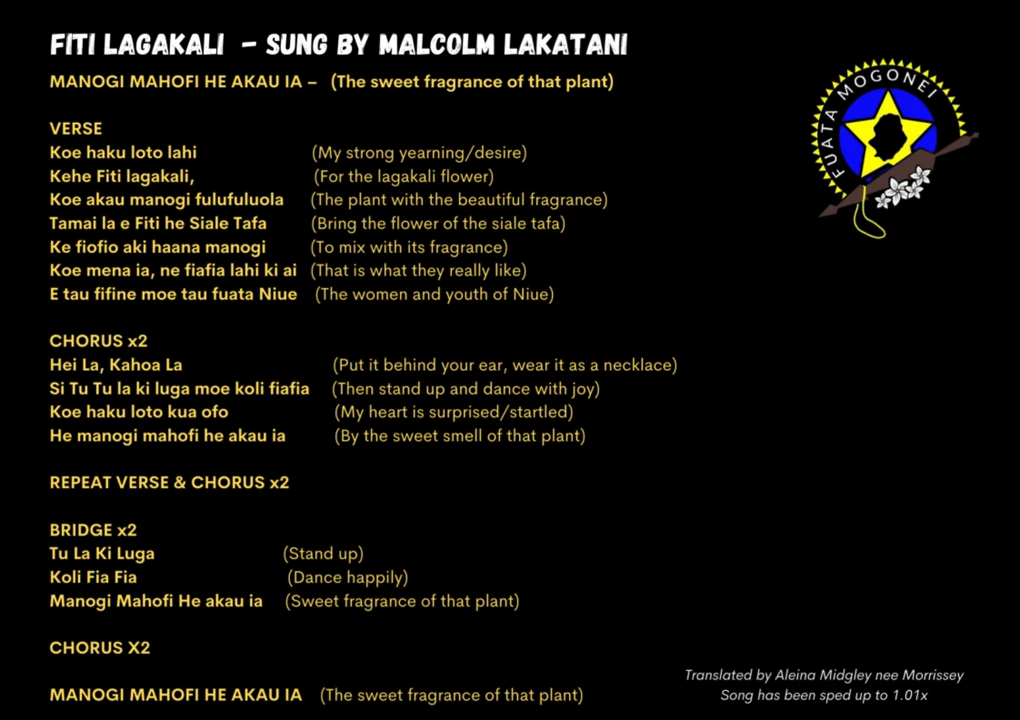 FITI LAGAKALI – SUNG BY MALCOLM LAKATANI
MANOGI MAHOFI HE AKAU IA – (The sweet fragrance of that plant)
FUATA MOGONEI
VERSE
Koe haku loto lahi (My strong yearning/desire)
Kehe Fiti lagakali, (For the lagakali flower)
Koe akau manogi fulufuluola (The plant with the beautiful fragrance)
Tamai la e Fiti he Siale Tafa (Bring the flower of the siale tafa)
Ke fiofio aki haana manogi (To mix with its fragrance)
Koe mena ia, ne fiafia lahi ki ai (That is what they really like)
E tau fifine moe tau fuata Niue (The women and youth of Niue)
CHORUS x2
Hei La, Kahoa La (Put it behind your ear, wear it as a necklace)
Si Tu Tu la ki luga moe koli fiafia (Then stand up and dance with joy)
Koe haku loto kua ofo (My heart is surprised/startled)
He manogi mahofi he akau ia (By the sweet smell of that plant)
REPEAT VERSE & CHORUS x2
BRIDGE x2
Tu La Ki Luga (Stand up)
Koli Fia Fia (Dance happily)
Manogi Mahofi He akau ia (Sweet fragrance of that plant)
CHORUS X2
MANOGI MAHOFI HE AKAU IA (The sweet fragrance of that plant)
Translated by Aleina Midgley nee Morrissey
Song has been sped up to 1.01x